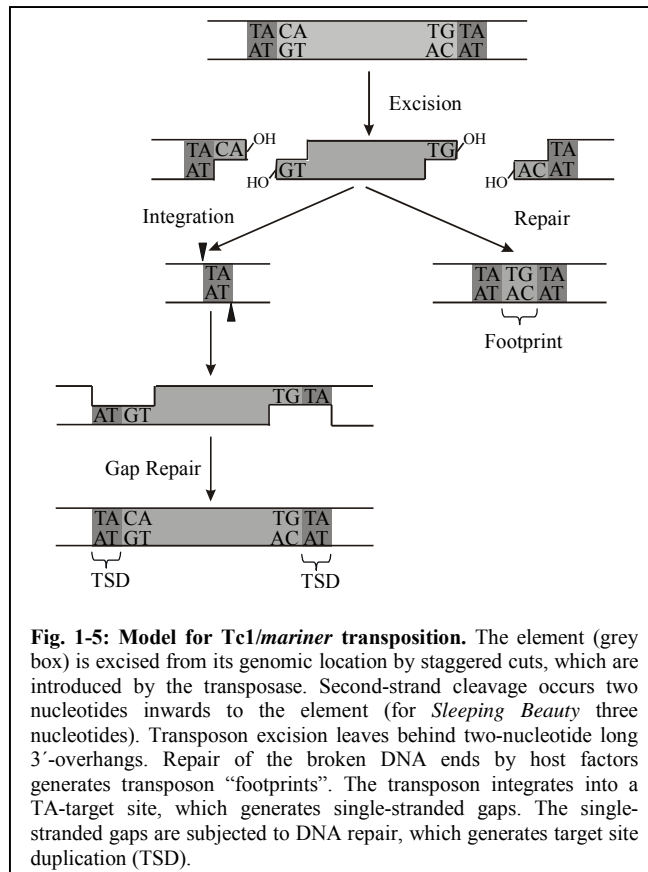 TA CA TG TA
AT GT AC AT
Excision
TA CA OH TG OH TA
AT HO GT HO AC AT
Integration Repair
TA TA TG TA
AT AT AC AT
Footprint
TG TA
AT GT
Gap Repair
TA CA TG TA
AT GT AC AT
TSD TSD
Fig. 1-5: Model for Tc1/mariner transposition. The element (grey
box) is excised from its genomic location by staggered cuts, which are
introduced by the transposase. Second-strand cleavage occurs two
nucleotides inwards to the element (for Sleeping Beauty three
nucleotides). Transposon excision leaves behind two-nucleotide long
3´-overhangs. Repair of the broken DNA ends by host factors
generates transposon “footprints”. The transposon integrates into a
TA-target site, which generates single-stranded gaps. The single-
stranded gaps are subjected to DNA repair, which generates target site
duplication (TSD).